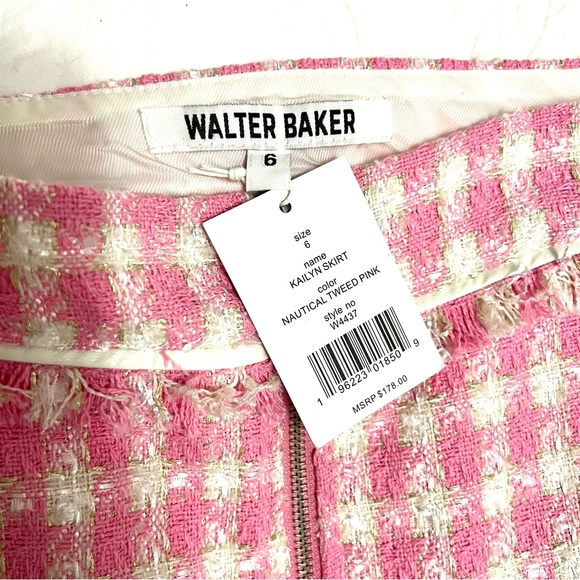 WALTER BAKER
6
size
6
name
KAILYN SKIRT
color
NAUTICAL TWEED PINK
style no
W4437
1 96223 01850 9
MSRP $178.00